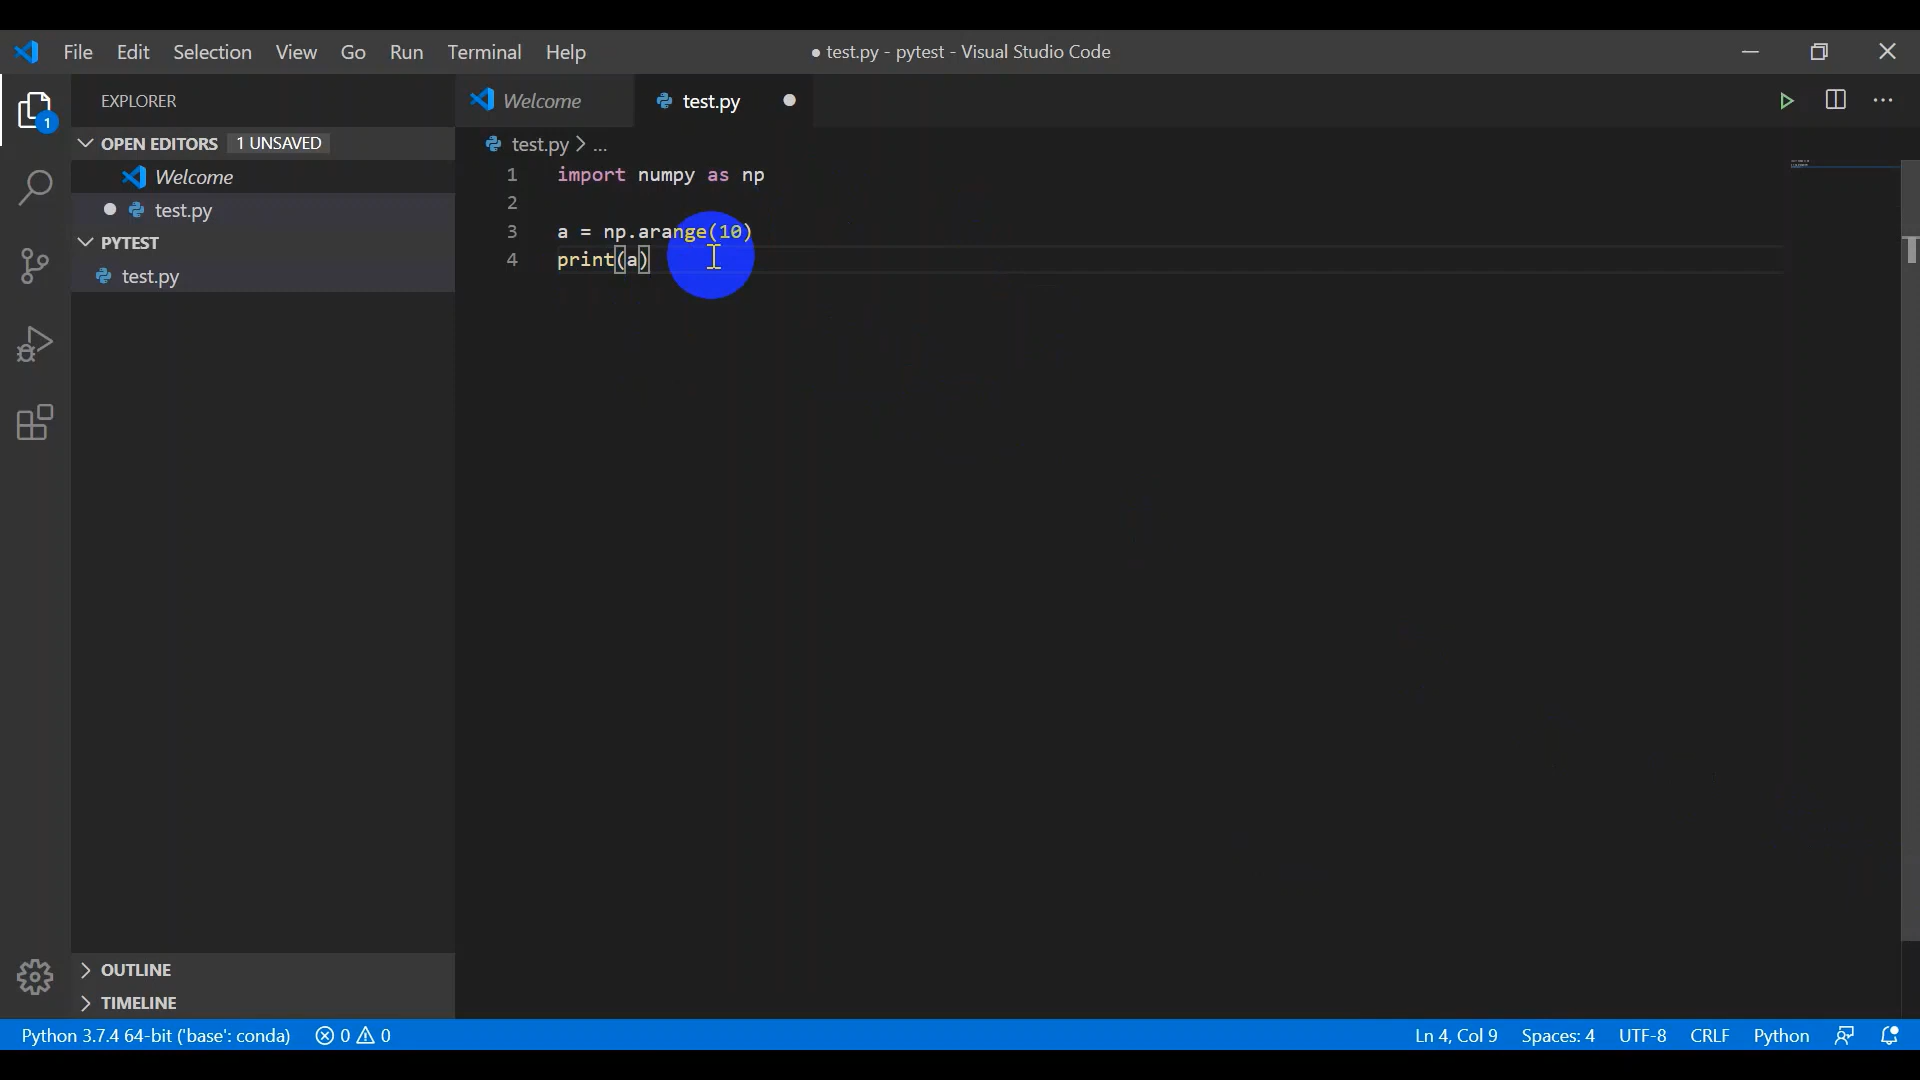 File Edit Selection View Go Run Terminal Help
● test.py - pytest - Visual Studio Code
EXPLORER
Welcome
test.py
1
OPEN EDITORS 1 UNSAVED
test.py > ...
Welcome
test.py
PYTEST
test.py
1 import numpy as np
2
3 a = np.arange(10)
4 print(a)
OUTLINE
TIMELINE
Python 3.7.4 64-bit ('base': conda) 0 0 Ln 4, Col 9 Spaces: 4 UTF-8 CRLF Python